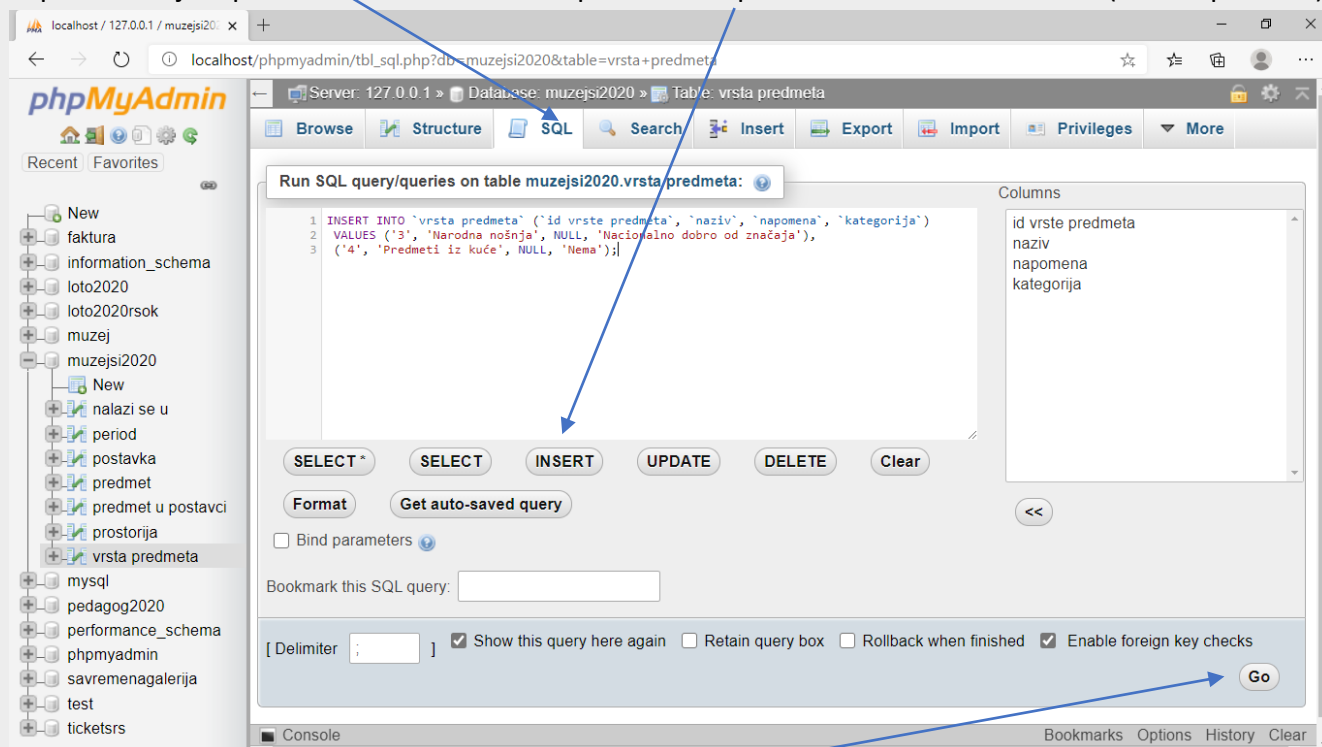 localhost / 127.0.0.1 / muzejsi20
localhost/phpmyadmin/tbl_sql.php?db=muzejsi2020&table=vrsta+predmeta
phpMyAdmin
Recent Favorites
New
faktura
information_schema
loto2020
loto2020rsok
muzej
muzejsi2020
New
nalazi se u
period
postavka
predmet
predmet u postavci
prostorija
vrsta predmeta
mysql
pedagog2020
performance_schema
phpmyadmin
savremenagalerija
test
ticketsrs
Server: 127.0.0.1 » Database: muzejsi2020 » Table: vrsta predmeta
Browse Structure SQL Search Insert Export Import Privileges More
Run SQL query/queries on table muzejsi2020.vrsta predmeta:
1 INSERT INTO `vrsta predmeta` (`id vrste predmeta`, `naziv`, `napomena`, `kategorija`)
2 VALUES ('3', 'Narodna nošnja', NULL, 'Nacionalno dobro od značaja'),
3 ('4', 'Predmeti iz kuće', NULL, 'Nema');
Columns
id vrste predmeta
naziv
napomena
kategorija
SELECT * SELECT INSERT UPDATE DELETE Clear
Format Get auto-saved query
<<
Bind parameters
Bookmark this SQL query:
[ Delimiter ; ] Show this query here again Retain query box Rollback when finished Enable foreign key checks
Go
Console Bookmarks Options History Clear